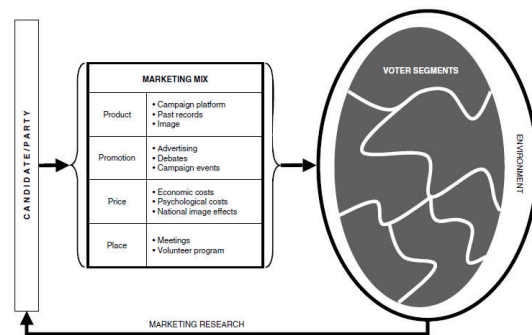 CANDIDATE/PARTY
MARKETING MIX
Product
• Campaign platform
• Past records
• Image
Promotion
• Advertising
• Debates
• Campaign events
Price
• Economic costs
• Psychological costs
• National image effects
Place
• Meetings
• Volunteer program
VOTER SEGMENTS
ENVIRONMENT
MARKETING RESEARCH